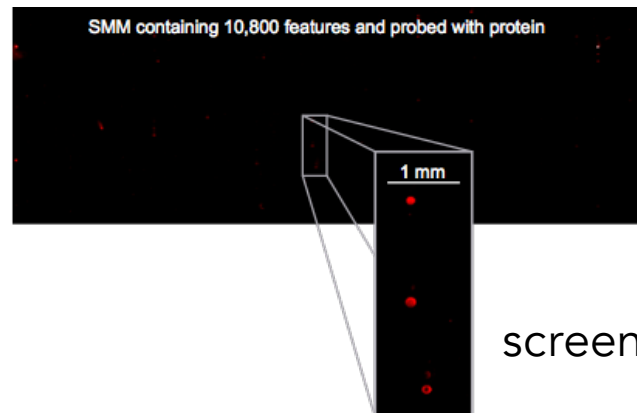 SMM containing 10,800 features and probed with protein
1 mm
screen